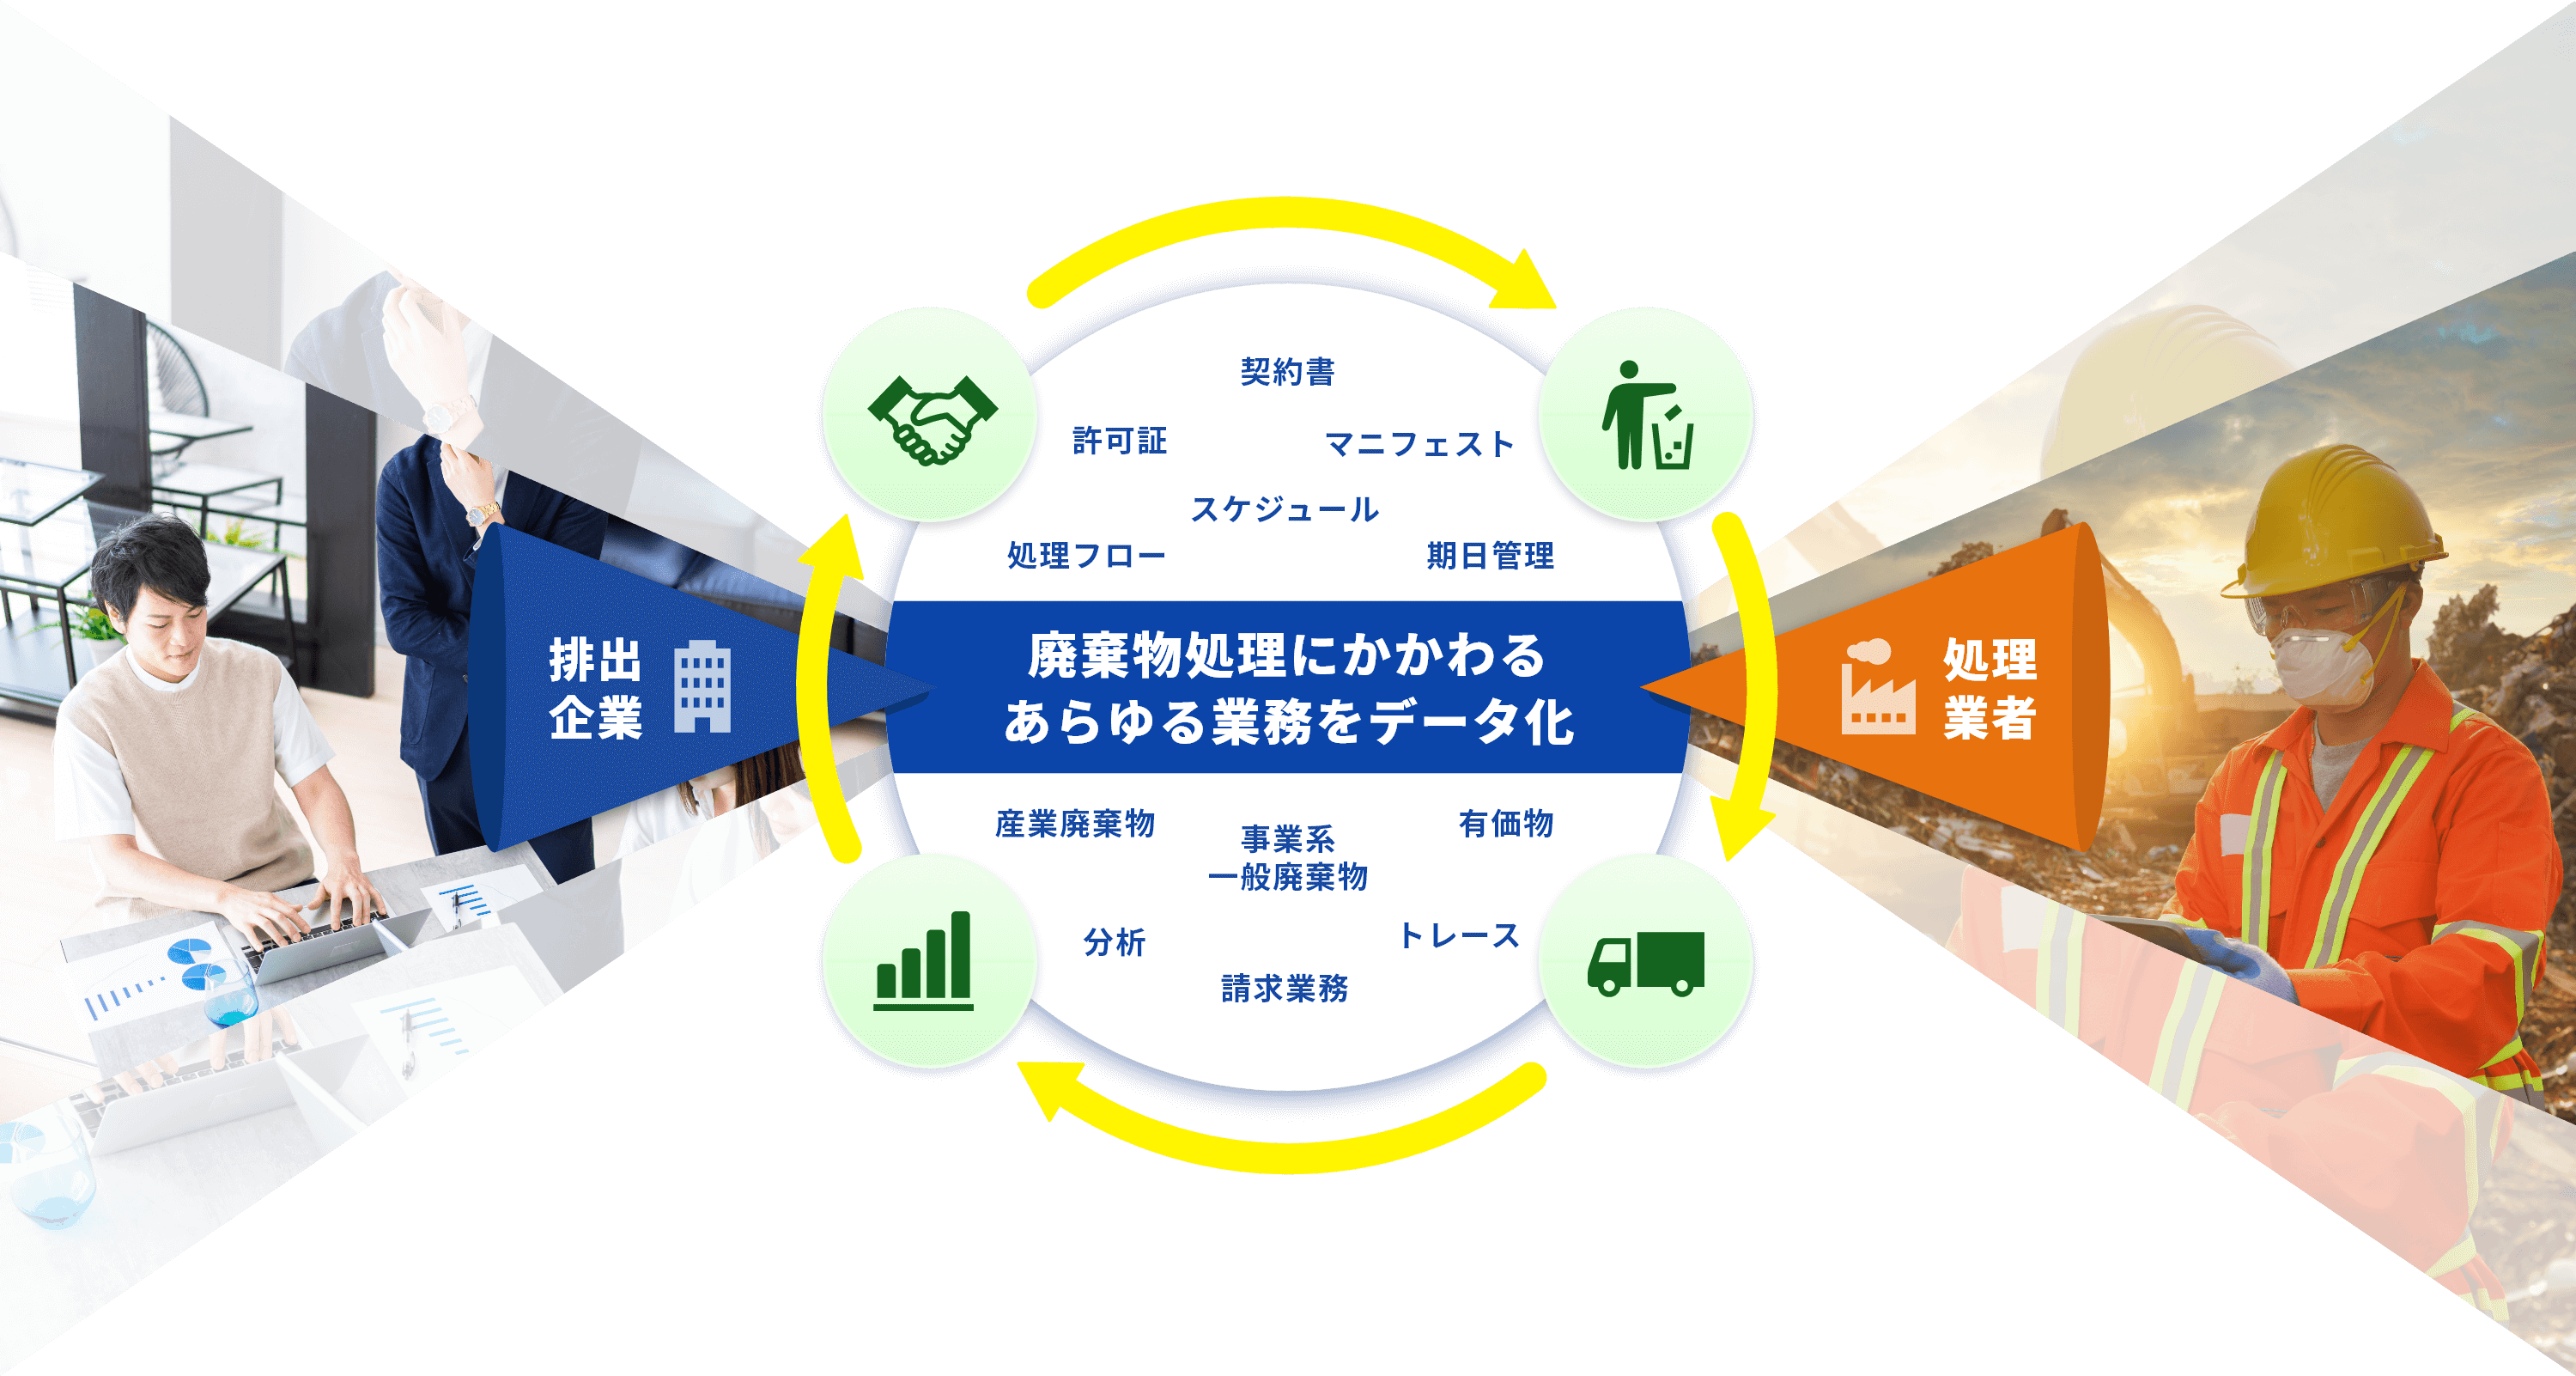 契約書
許可証
マニフェスト
スケジュール
処理フロー
期日管理
排出
企業
廃棄物処理にかかわる
あらゆる業務をデータ化
処理
業者
産業廃棄物
事業系
一般廃棄物
有価物
分析
トレース
請求業務